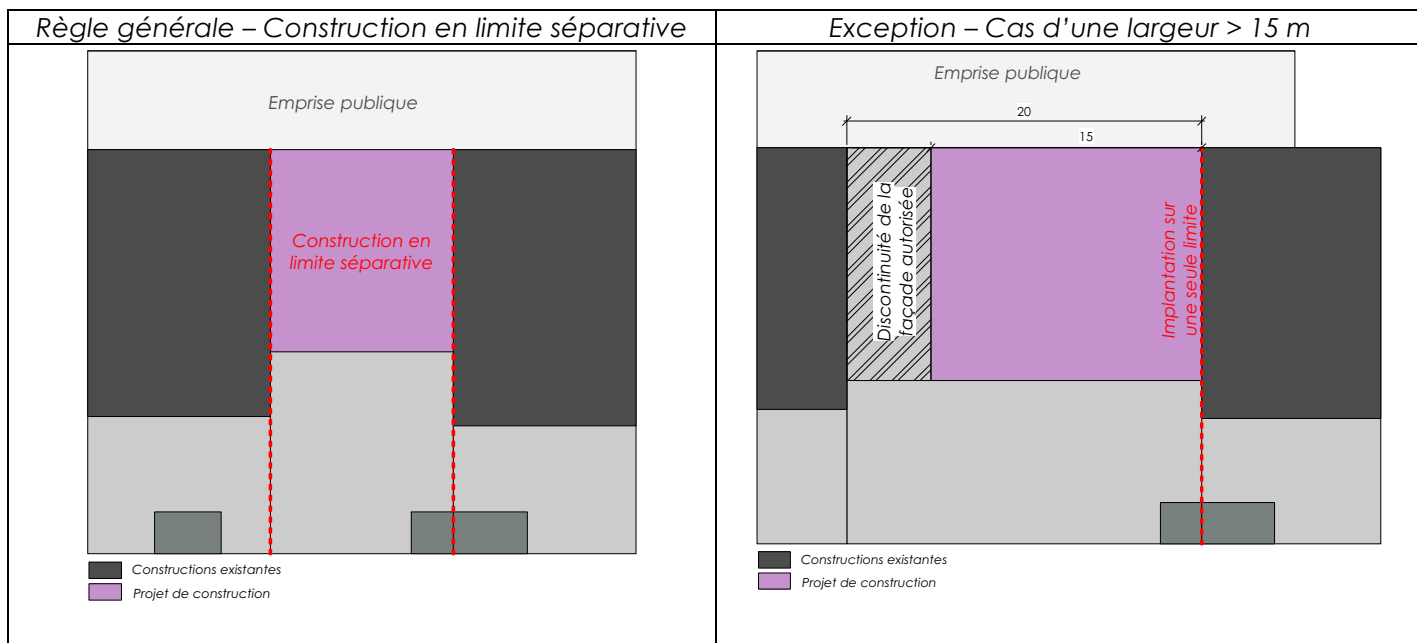 Règle générale – Construction en limite séparative
Exception – Cas d’une largeur > 15 m
Emprise publique
Construction en
limite séparative
Constructions existantes
Projet de construction
Emprise publique
20
15
Discontinuité de la
façade autorisée
Implantation sur
une seule limite
Constructions existantes
Projet de construction